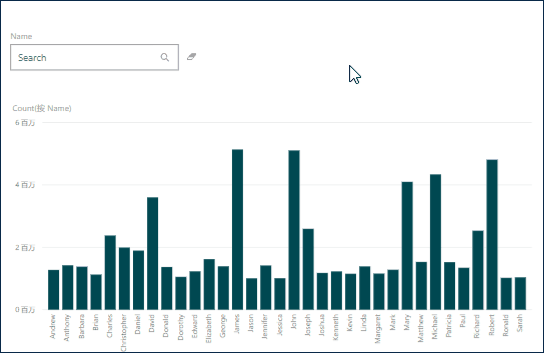 Name
Search
Count(按 Name)
6 百万
4 百万
2 百万
0 百万
Andrew
Anthony
Barbara
Brian
Charles
Christopher
Daniel
David
Donald
Dorothy
Edward
Elizabeth
George
James
Jason
Jennifer
Jessica
John
Joseph
Joshua
Kenneth
Kevin
Linda
Margaret
Mark
Mary
Matthew
Michael
Patricia
Paul
Richard
Robert
Ronald
Sarah